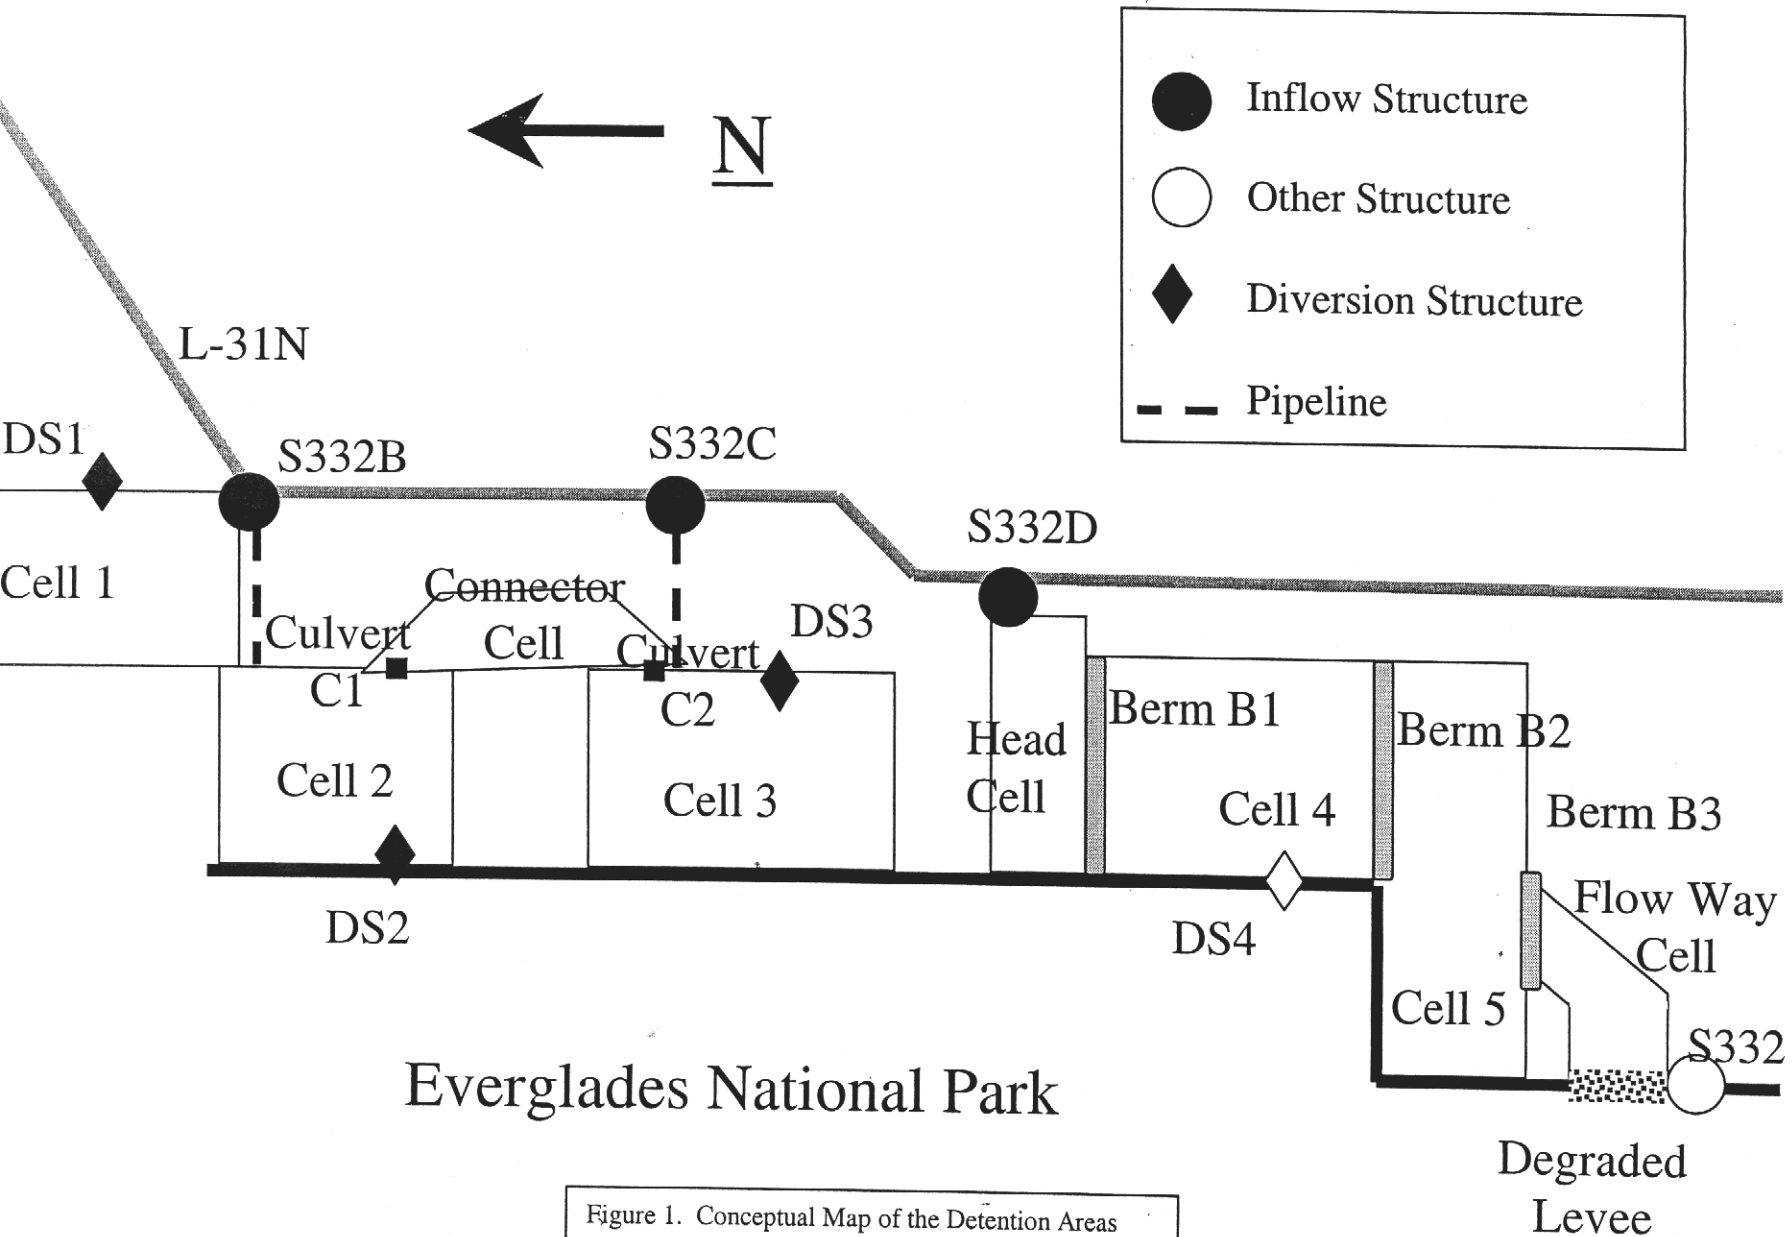 N
Inflow Structure
Other Structure
Diversion Structure
Pipeline
L-31N
DS1
S332B
S332C
S332D
Cell 1
Connector
Cell
Culvert
C1
Culvert
C2
DS3
Cell 2
Cell 3
Head
Cell
Berm B1
Berm B2
Cell 4
Berm B3
Flow Way
Cell
DS2
DS4
Cell 5
S332
Everglades National Park
Degraded
Levee
Figure 1. Conceptual Map of the Detention Areas